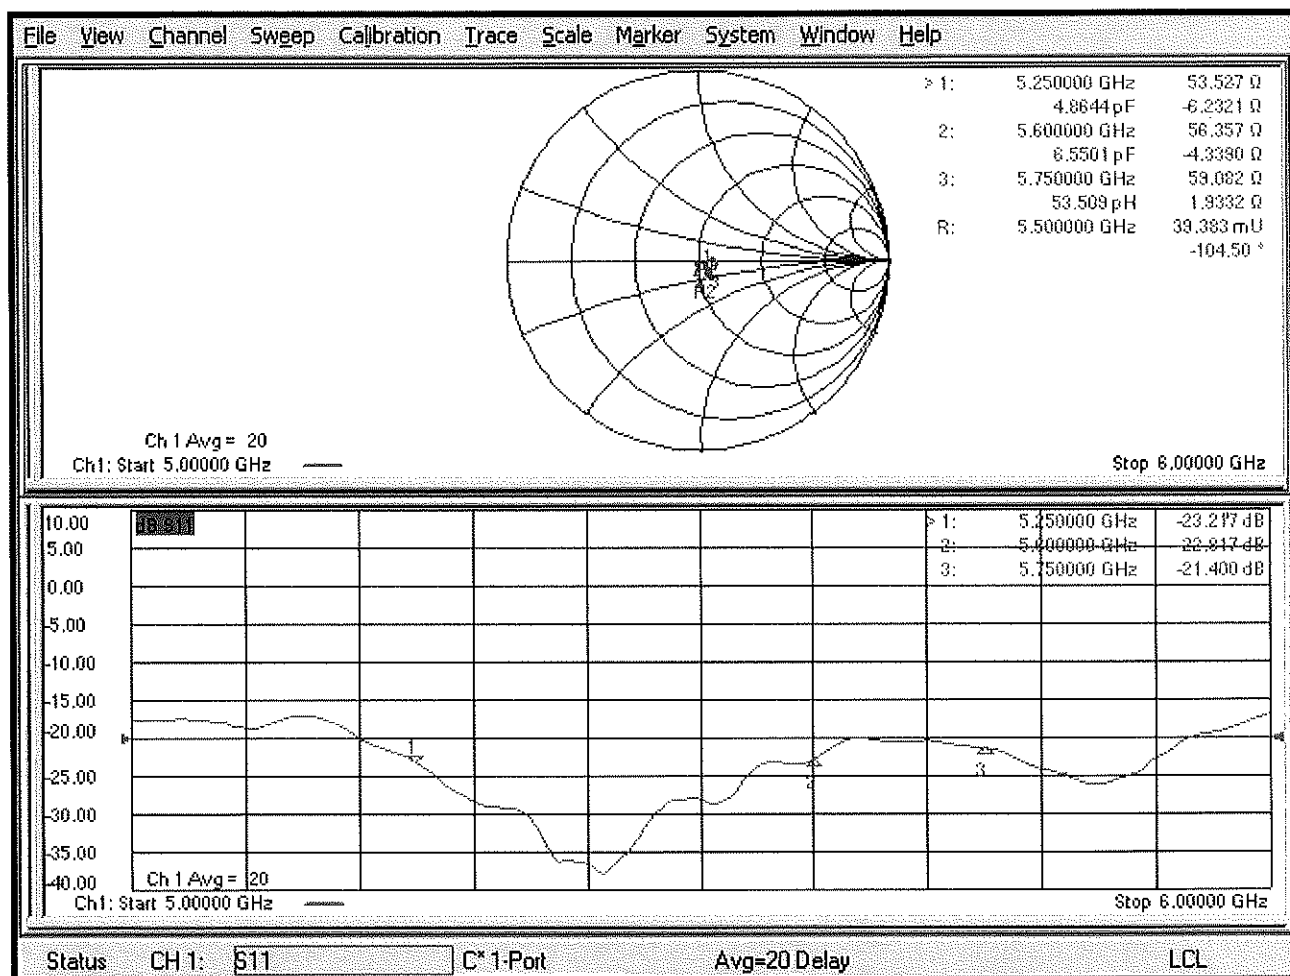 File View Channel Sweep Calibration Trace Scale Marker System Window Help
> 1: 5.250000 GHz 53.527 Ω
4.8644 pF -6.2321 Ω
2: 5.600000 GHz 56.357 Ω
6.5501 pF -4.3390 Ω
3: 5.750000 GHz 59.082 Ω
53.509 pH 1.9332 Ω
R: 5.500000 GHz 39.383 mU
-104.50 °
R 2
Ch 1 Avg = 20
Ch1: Start 5.00000 GHz Stop 6.00000 GHz
10.00 dB S11 > 1: 5.250000 GHz -23.217 dB
5.00 2: 5.600000 GHz -22.817 dB
0.00 3: 5.750000 GHz -21.400 dB
-5.00
-10.00
-15.00
-20.00
1
-25.00
2 3
-30.00
-35.00
-40.00
Ch 1 Avg = 20
Ch1: Start 5.00000 GHz Stop 6.00000 GHz
Status CH 1: S11 C* 1-Port Avg=20 Delay LCL